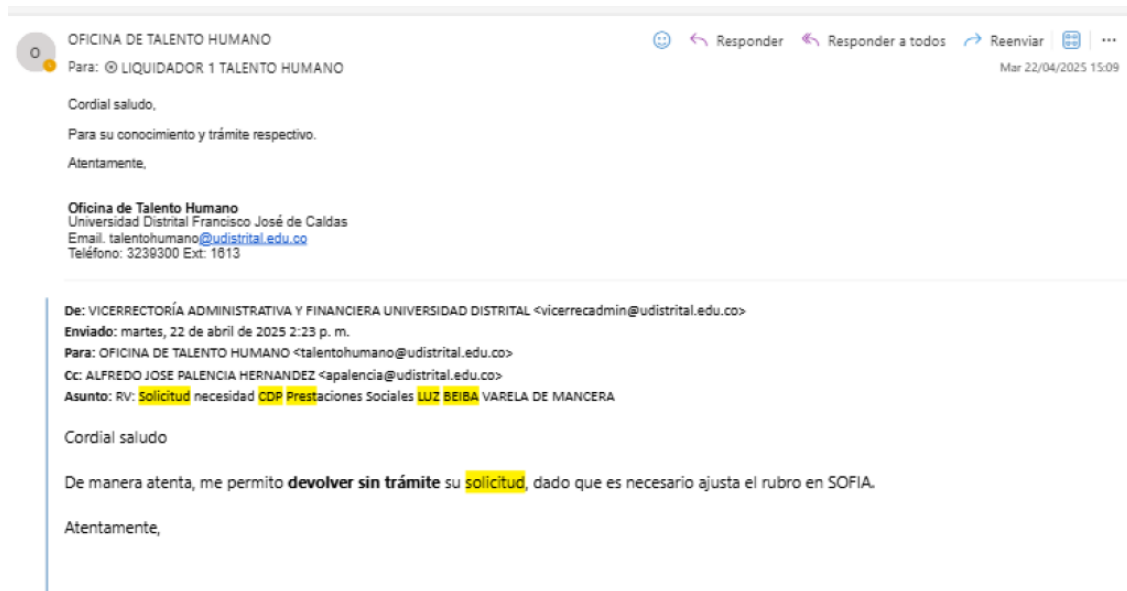 OFICINA DE TALENTO HUMANO
Responder Responder a todos Reenviar
O
Para: LIQUIDADOR 1 TALENTO HUMANO
Mar 22/04/2025 15:09
Cordial saludo,
Para su conocimiento y trámite respectivo.
Atentamente,
Oficina de Talento Humano
Universidad Distrital Francisco José de Caldas
Email. talentohumano@udistrital.edu.co
Teléfono: 3239300 Ext: 1613
De: VICERRECTORÍA ADMINISTRATIVA Y FINANCIERA UNIVERSIDAD DISTRITAL <vicerrecadmin@udistrital.edu.co>
Enviado: martes, 22 de abril de 2025 2:23 p. m.
Para: OFICINA DE TALENTO HUMANO <talentohumano@udistrital.edu.co>
Cc: ALFREDO JOSE PALENCIA HERNANDEZ <apalencia@udistrital.edu.co>
Asunto: RV: Solicitud necesidad CDP Prestaciones Sociales LUZ BEIBA VARELA DE MANCERA
Cordial saludo
De manera atenta, me permito devolver sin trámite su solicitud, dado que es necesario ajusta el rubro en SOFIA.
Atentamente,